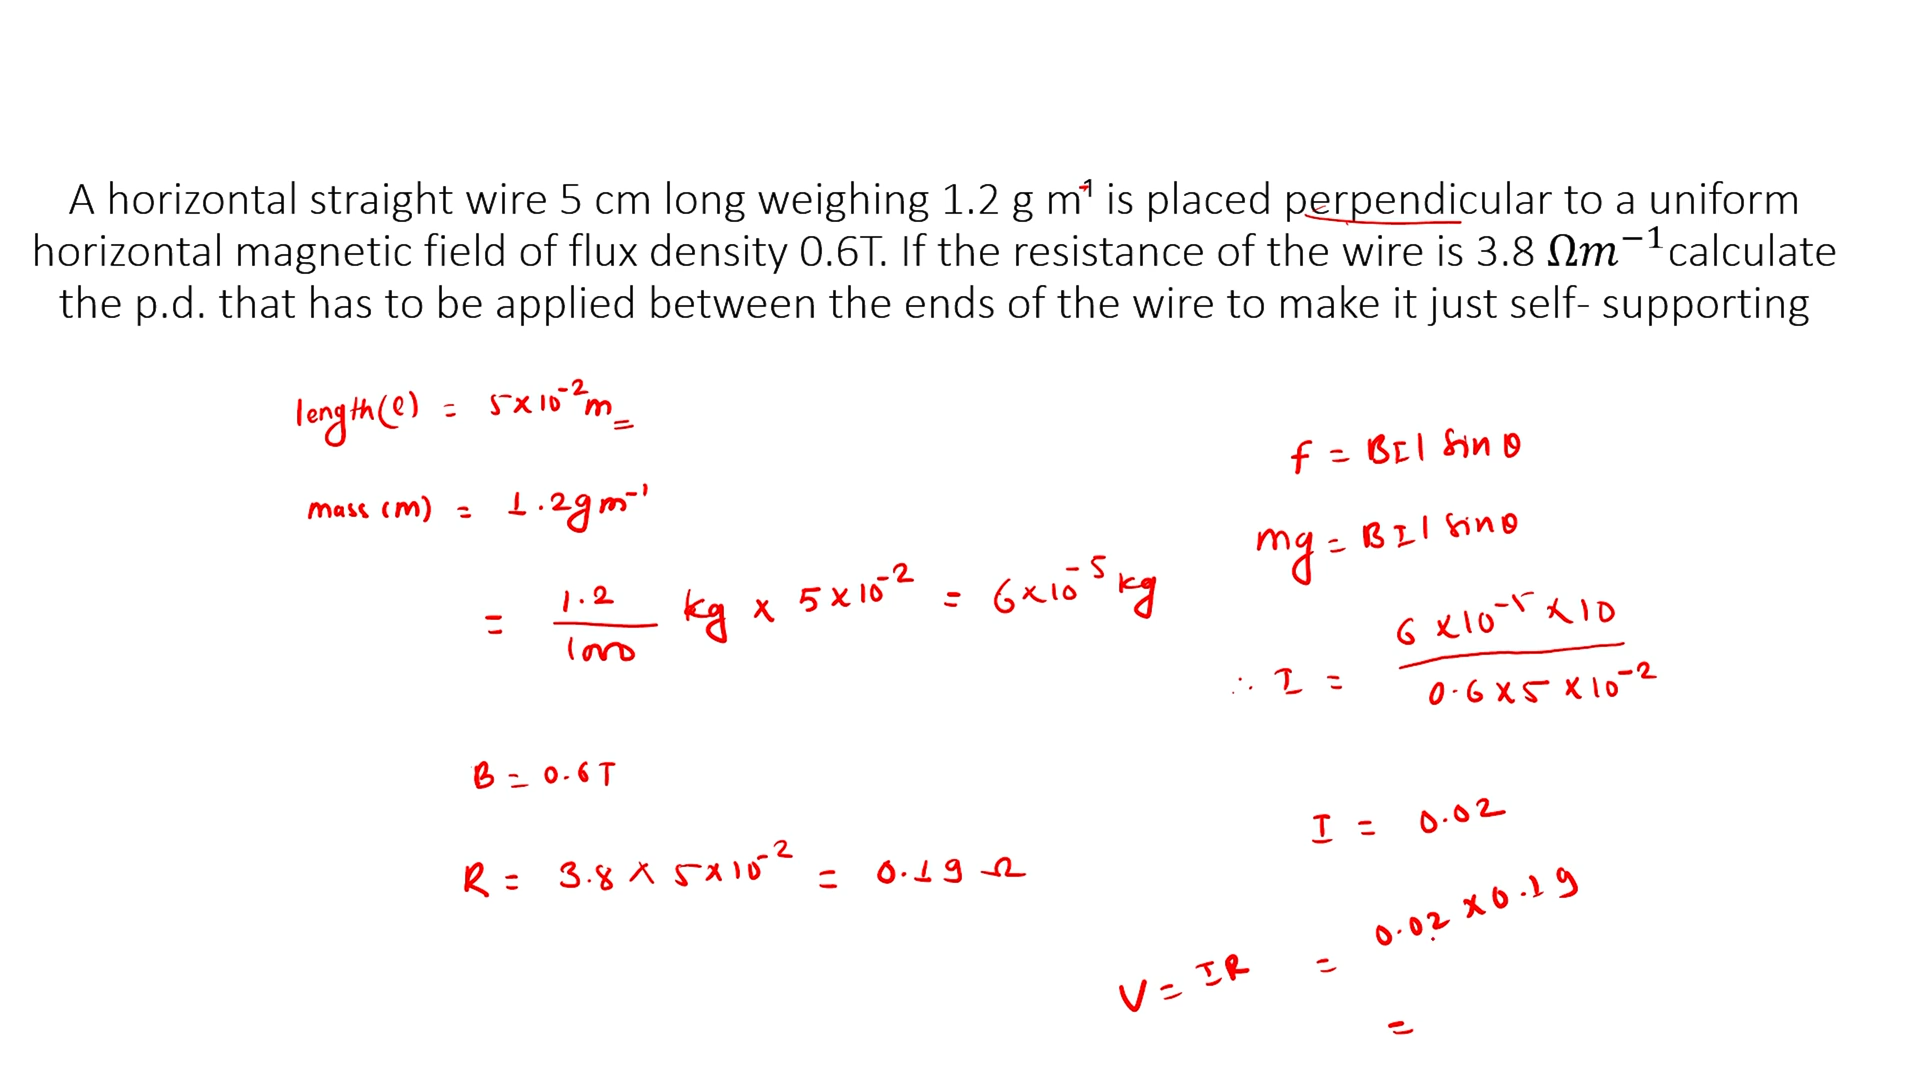 A horizontal straight wire 5 cm long weighing 1.2 g m⁻¹ is placed perpendicular to a uniform
horizontal magnetic field of flux density 0.6T. If the resistance of the wire is 3.8 Ωm⁻¹calculate
the p.d. that has to be applied between the ends of the wire to make it just self- supporting
length(l) = 5×10⁻²m
mass (m) = 1.2gm⁻¹
= 1.2/1000 kg × 5×10⁻² = 6×10⁻⁵ kg
B = 0.6T
R = 3.8 × 5×10⁻² = 0.19 Ω
f = BIl sin θ
mg = BIl sin θ
∴ I = 6×10⁻⁵×10/0.6×5×10⁻²
I = 0.02
V = IR = 0.02×0.19
=